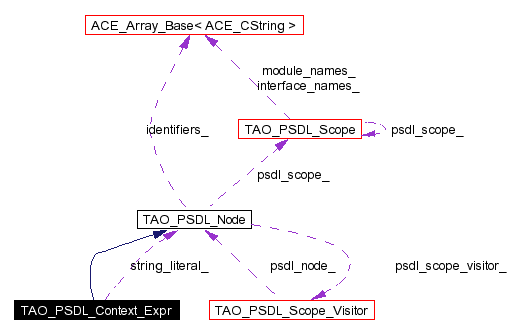 ACE_Array_Base< ACE_CString >
module_names_
interface_names_
identifiers_
TAO_PSDL_Scope
psdl_scope_
psdl_scope_
TAO_PSDL_Node
string_literal_
psdl_node_
psdl_scope_visitor_
TAO_PSDL_Context_Expr
TAO_PSDL_Scope_Visitor